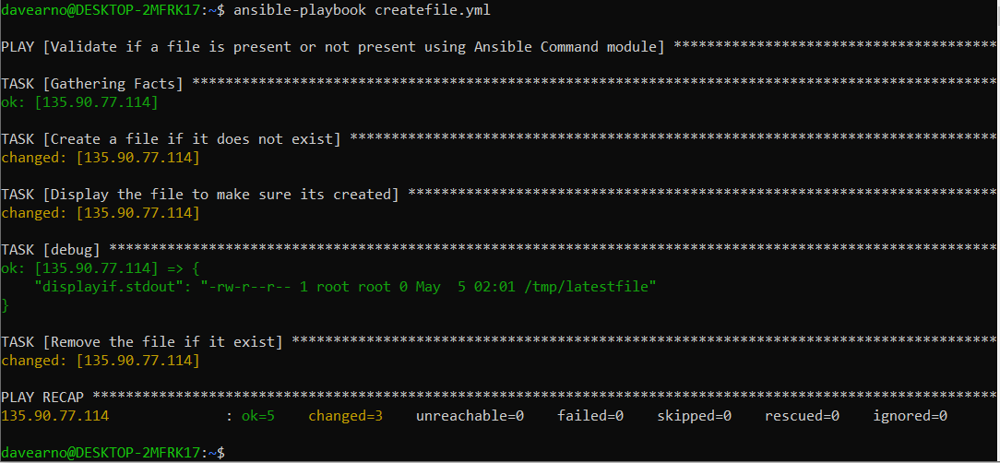 davearno@DESKTOP-2MFRK17:~$ ansible-playbook createfile.yml
PLAY [Validate if a file is present or not present using Ansible Command module] ***************************************
TASK [Gathering Facts] *************************************************************************************************
ok: [135.90.77.114]
TASK [Create a file if it does not exist] ******************************************************************************
changed: [135.90.77.114]
TASK [Display the file to make sure its created] ***********************************************************************
changed: [135.90.77.114]
TASK [debug] ***********************************************************************************************************
ok: [135.90.77.114] => {
    "displayif.stdout": "-rw-r--r-- 1 root root 0 May  5 02:01 /tmp/latestfile"
}
TASK [Remove the file if it exist] *************************************************************************************
changed: [135.90.77.114]
PLAY RECAP *************************************************************************************************************
135.90.77.114              : ok=5    changed=3    unreachable=0    failed=0    skipped=0    rescued=0    ignored=0
davearno@DESKTOP-2MFRK17:~$